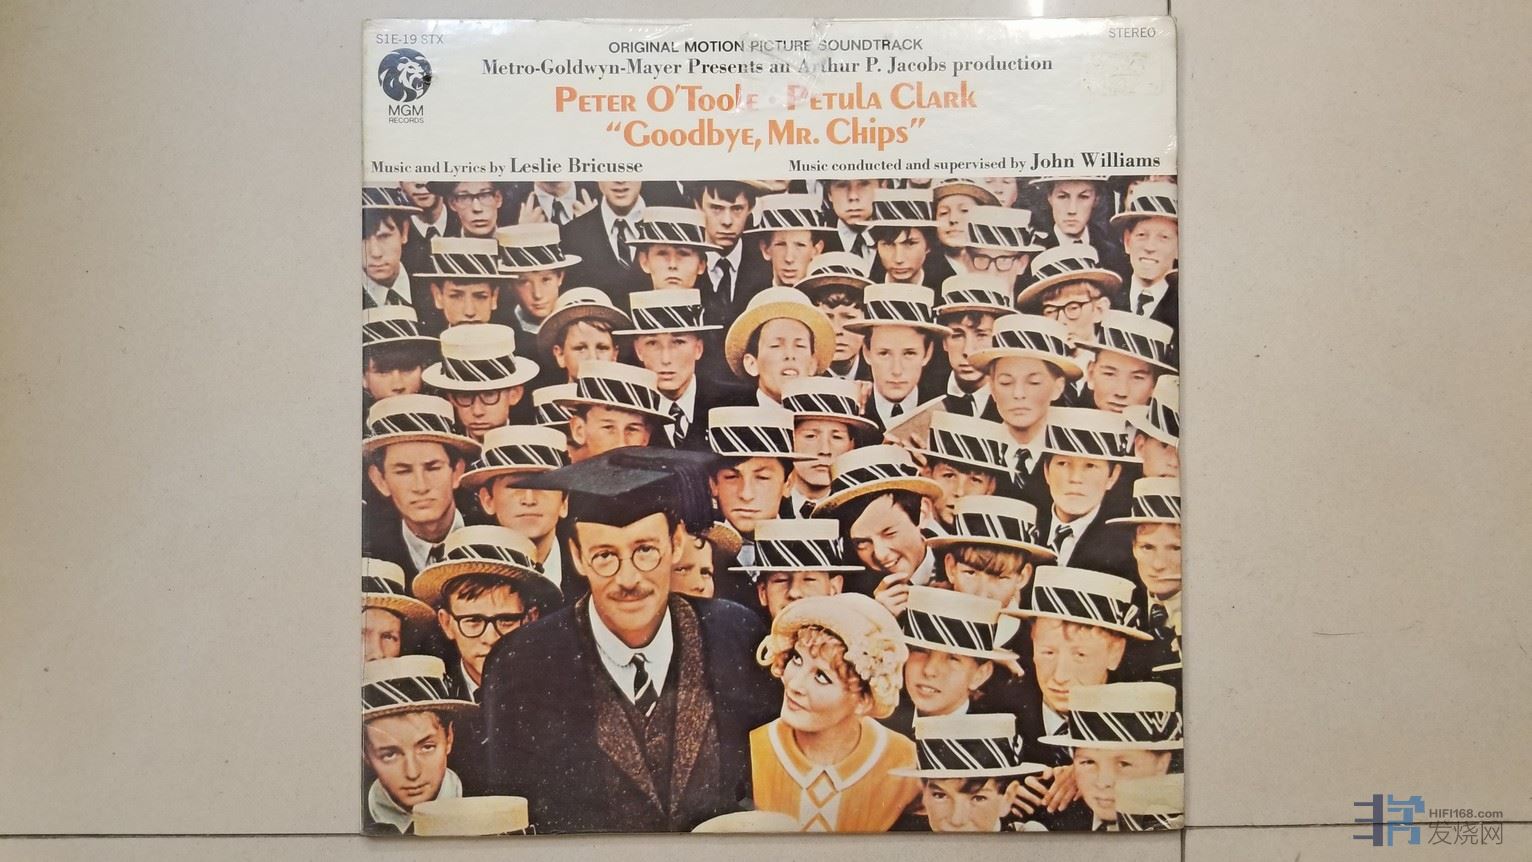 S1E-19 STX
STEREO
MGM
RECORDS
ORIGINAL MOTION PICTURE SOUNDTRACK
Metro-Goldwyn-Mayer Presents an Arthur P. Jacobs production
PETER O'TOOLE · PETULA CLARK
“Goodbye, MR. Chips”
Music and Lyrics by Leslie Bricusse
Music conducted and supervised by John Williams
HIFI168.com
发烧网